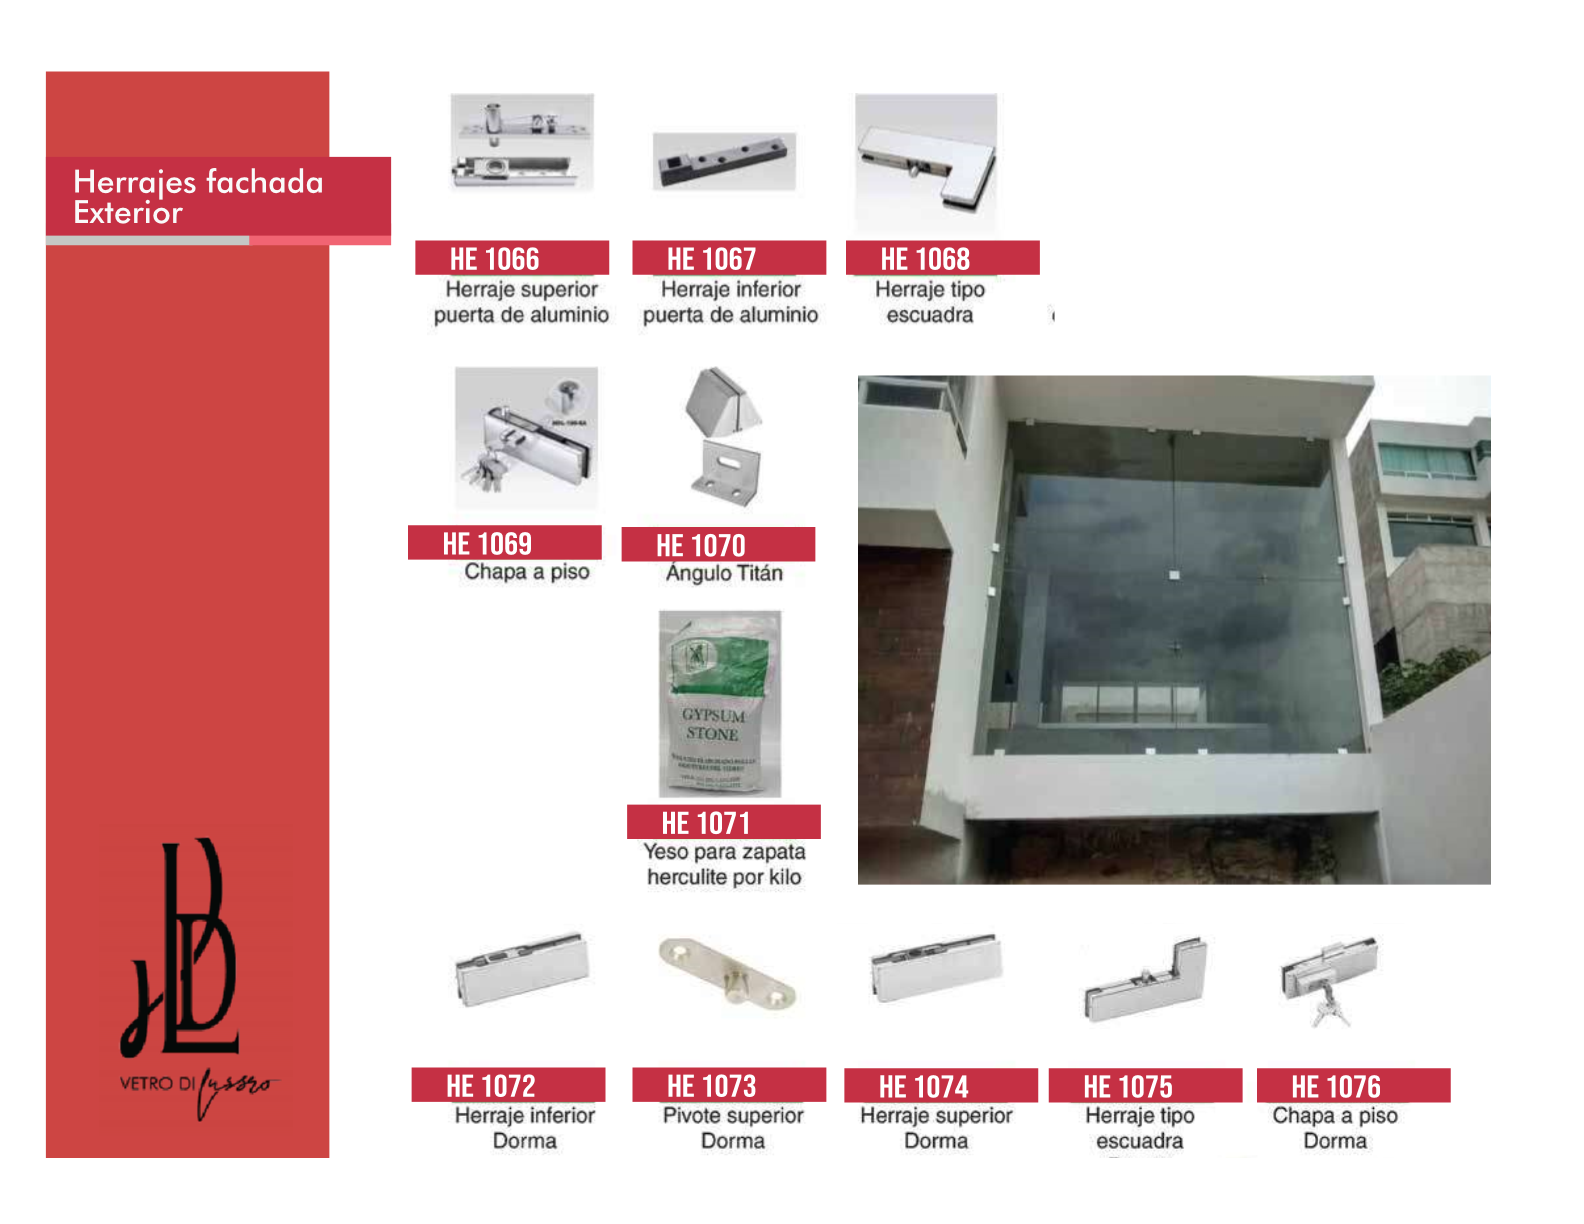 Herrajes fachada
Exterior
HE 1066
Herraje superior
puerta de aluminio
HE 1067
Herraje inferior
puerta de aluminio
HE 1068
Herraje tipo
escuadra
HE 1069
Chapa a piso
HE 1070
Ángulo Titán
GYPSUM
STONE
HE 1071
Yeso para zapata
herculite por kilo
HE 1072
Herraje inferior
Dorma
HE 1073
Pivote superior
Dorma
HE 1074
Herraje superior
Dorma
HE 1075
Herraje tipo
escuadra
HE 1076
Chapa a piso
Dorma
VETRO DI lussro